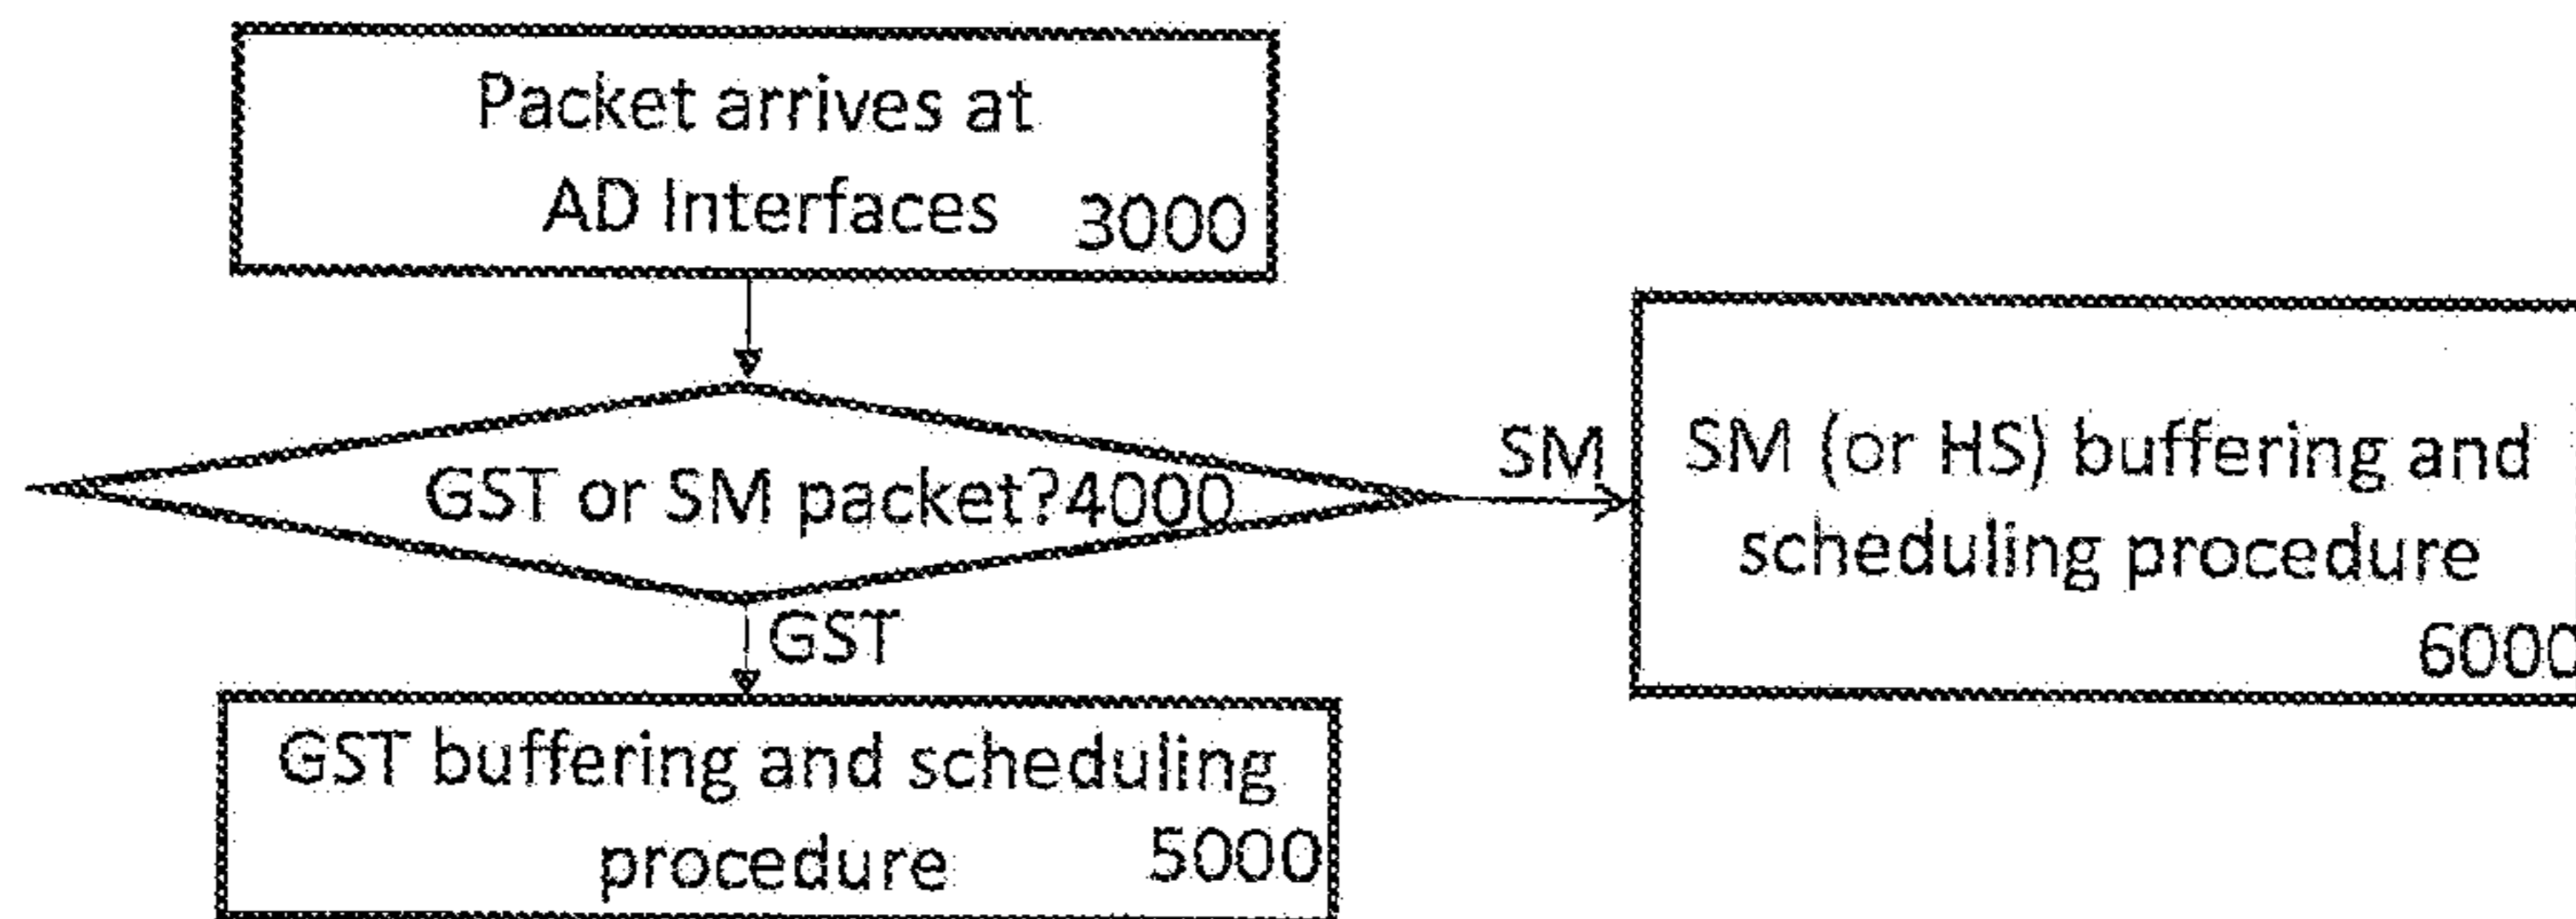 Packet arrives at
AD Interfaces 3000
GST or SM packet?4000
SM
SM (or HS) buffering and
scheduling procedure
6000
GST
GST buffering and scheduling
procedure 5000